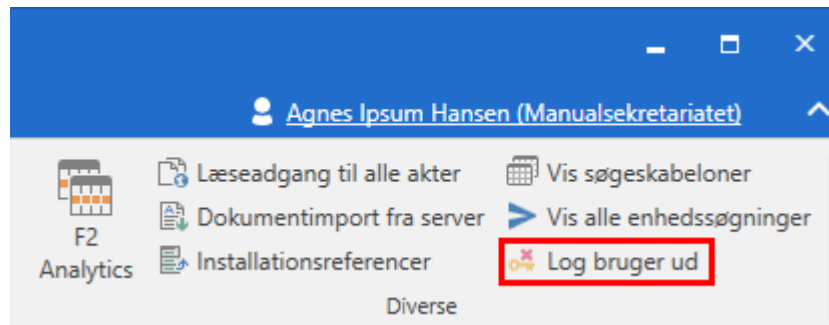 Agnes Ipsum Hansen (Manualsekretariatet)
F2
Analytics
Læseadgang til alle akter
Dokumentimport fra server
Installationsreferencer
Vis søgeskabeloner
Vis alle enhedssøgninger
Log bruger ud
Diverse